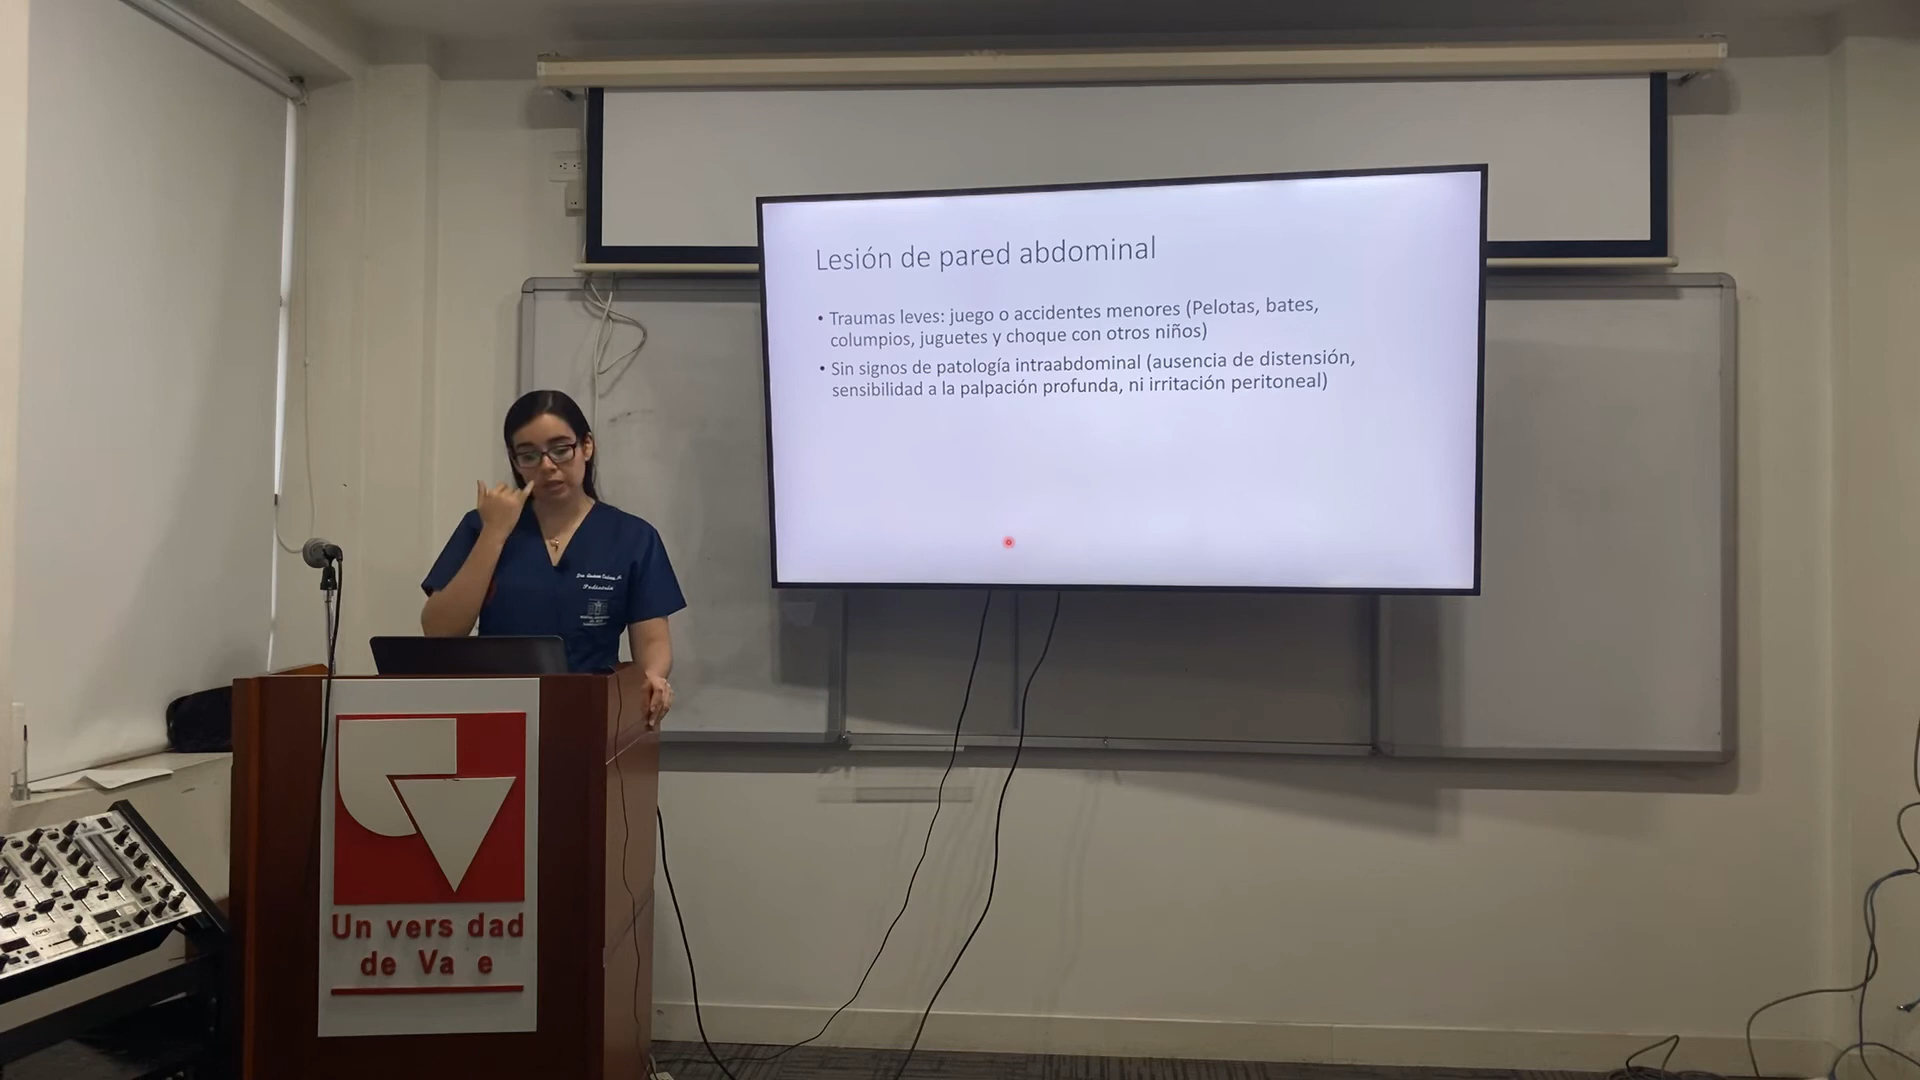 Lesión de pared abdominal
• Traumas leves: juego o accidentes menores (Pelotas, bates,
columpios, juguetes y choque con otros niños)
• Sin signos de patología intraabdominal (ausencia de distensión,
sensibilidad a la palpación profunda, ni irritación peritoneal)
Pediatría
Un vers dad
de Va e